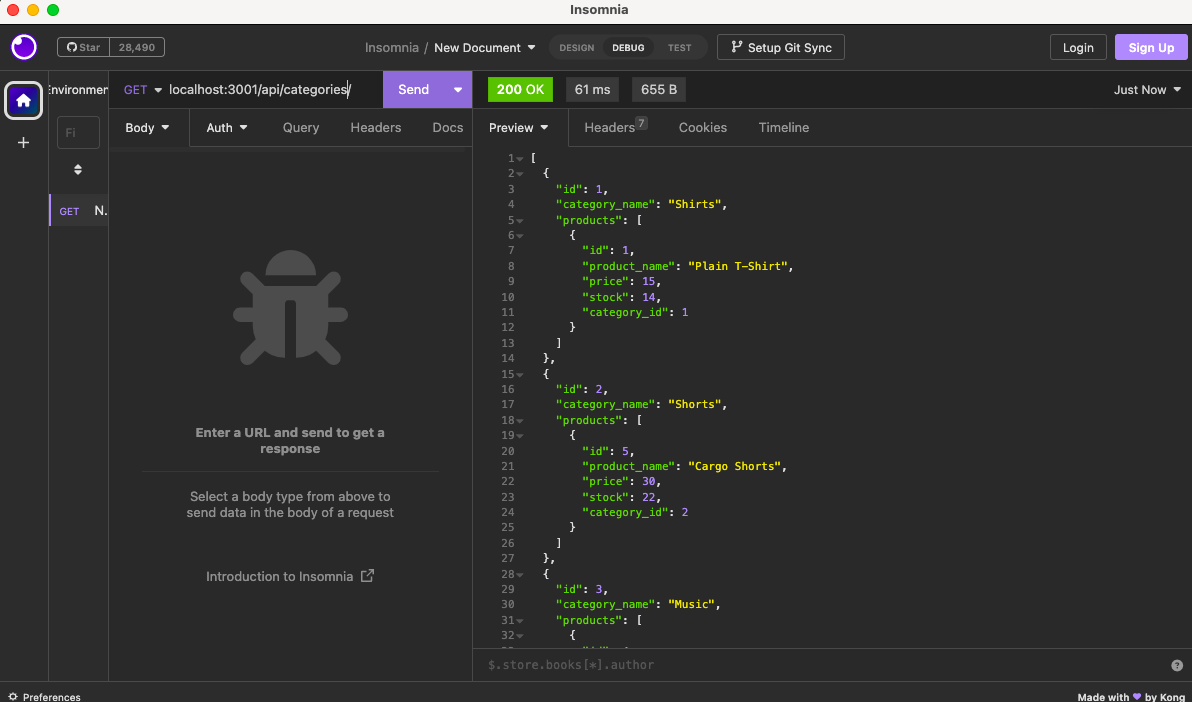 Insomnia
Star 28,490
Insomnia / New Document
DESIGN DEBUG TEST
Setup Git Sync
Login
Sign Up
GET localhost:3001/api/categories/
Send
200 OK
61 ms
655 B
Just Now
Body Auth Query Headers Docs
Preview Headers 7 Cookies Timeline
Fi
GET N.
Enter a URL and send to get a
response
Select a body type from above to
send data in the body of a request
Introduction to Insomnia
1 [
2 {
3 "id": 1,
4 "category_name": "Shirts",
5 "products": [
6 {
7 "id": 1,
8 "product_name": "Plain T-Shirt",
9 "price": 15,
10 "stock": 14,
11 "category_id": 1
12 }
13 ]
14 },
15 {
16 "id": 2,
17 "category_name": "Shorts",
18 "products": [
19 {
20 "id": 5,
21 "product_name": "Cargo Shorts",
22 "price": 30,
23 "stock": 22,
24 "category_id": 2
25 }
26 ]
27 },
28 {
29 "id": 3,
30 "category_name": "Music",
31 "products": [
32 {
$.store.books[*].author
Preferences
Made with ♥ by Kong